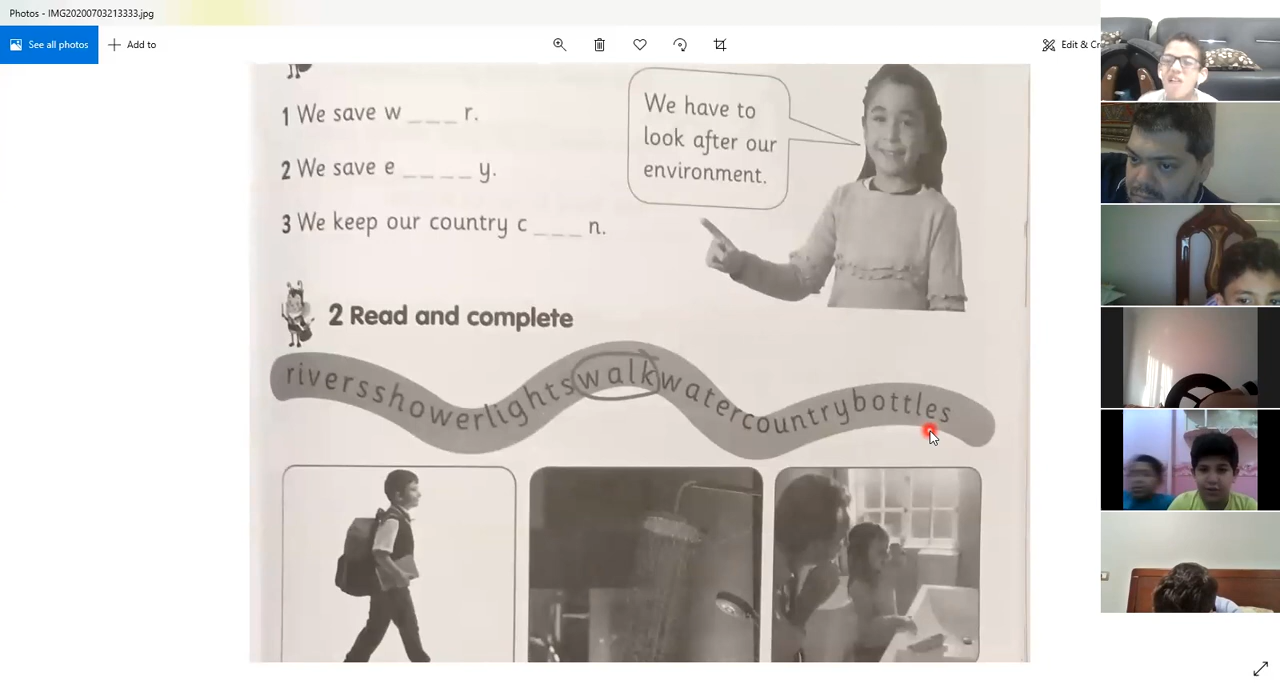 Photos - IMG20200703213333.jpg
See all photos
Add to
Edit & Cr
1 We save w _ _ _ r.
2 We save e _ _ _ _ y.
3 We keep our country c _ _ _ n.
We have to
look after our
environment.
2 Read and complete
riversshowerlightswalkwatercountrybottles